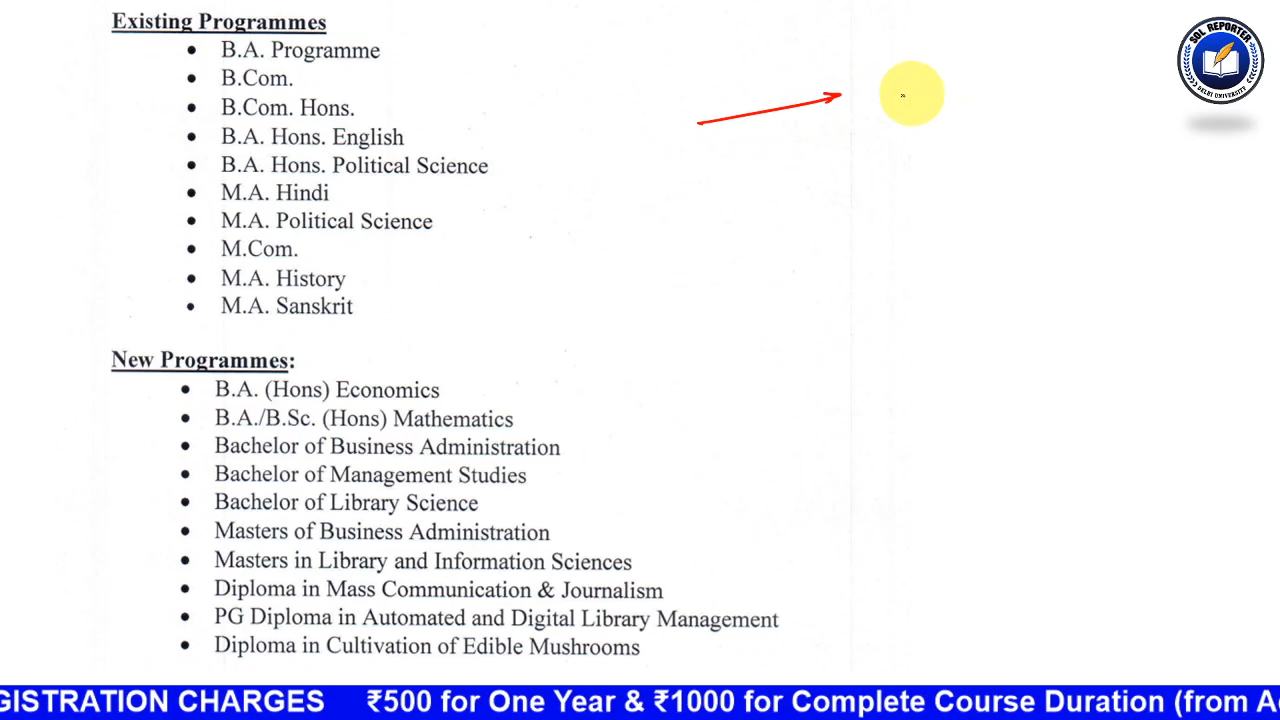 Existing Programmes
• B.A. Programme
• B.Com.
• B.Com. Hons.
• B.A. Hons. English
• B.A. Hons. Political Science
• M.A. Hindi
• M.A. Political Science
• M.Com.
• M.A. History
• M.A. Sanskrit
New Programmes:
• B.A. (Hons) Economics
• B.A./B.Sc. (Hons) Mathematics
• Bachelor of Business Administration
• Bachelor of Management Studies
• Bachelor of Library Science
• Masters of Business Administration
• Masters in Library and Information Sciences
• Diploma in Mass Communication & Journalism
• PG Diploma in Automated and Digital Library Management
• Diploma in Cultivation of Edible Mushrooms
SOL REPORTER
DELHI UNIVERSITY
GISTRATION CHARGES ₹500 for One Year & ₹1000 for Complete Course Duration (from A